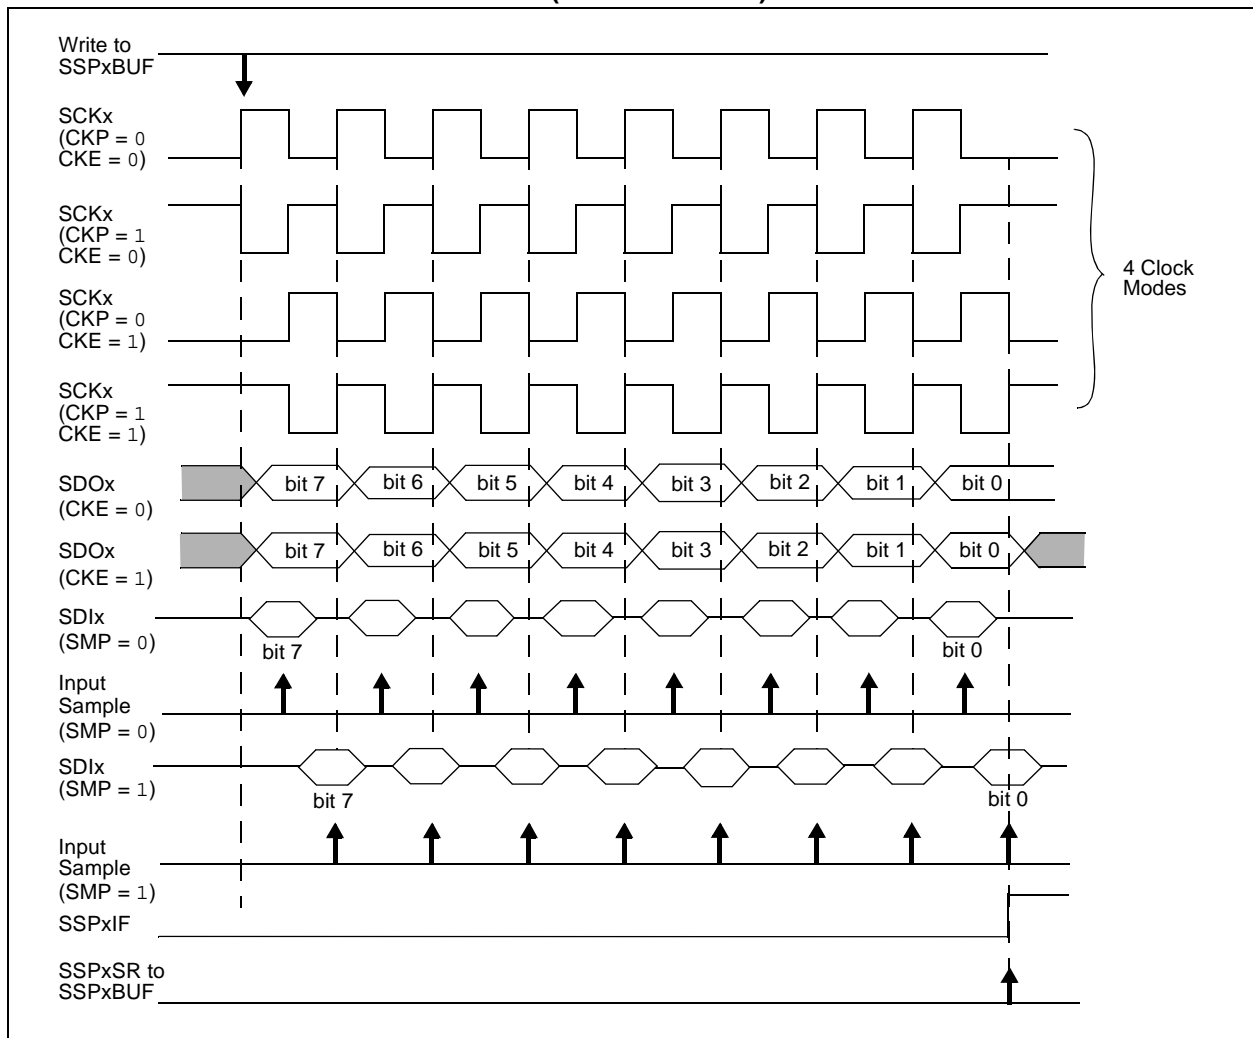 Write to
SSPxBUF
SCKx
(CKP = 0
CKE = 0)
SCKx
(CKP = 1
CKE = 0)
SCKx
(CKP = 0
CKE = 1)
SCKx
(CKP = 1
CKE = 1)
4 Clock
Modes
SDOx
(CKE = 0)
bit 7 bit 6 bit 5 bit 4 bit 3 bit 2 bit 1 bit 0
SDOx
(CKE = 1)
bit 7 bit 6 bit 5 bit 4 bit 3 bit 2 bit 1 bit 0
SDIx
(SMP = 0)
bit 7 bit 0
Input
Sample
(SMP = 0)
SDIx
(SMP = 1)
bit 7 bit 0
Input
Sample
(SMP = 1)
SSPxIF
SSPxSR to
SSPxBUF